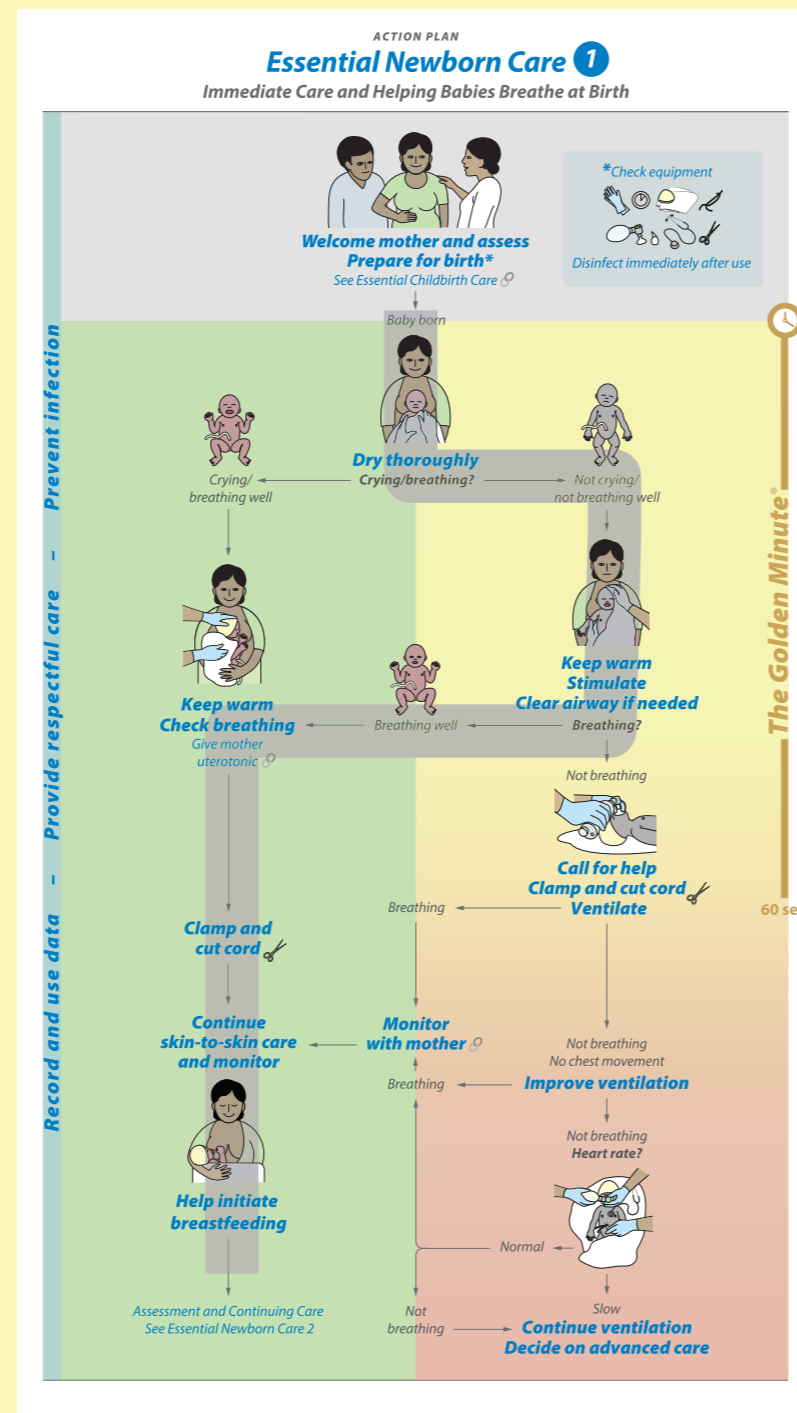 ACTION PLAN
Essential Newborn Care 1
Immediate Care and Helping Babies Breathe at Birth
*Check equipment
Disinfect immediately after use
Welcome mother and assess
Prepare for birth*
See Essential Childbirth Care
Baby born
Dry thoroughly
Crying/breathing?
Crying/
breathing well
Not crying/
not breathing well
Keep warm
Stimulate
Clear airway if needed
Breathing?
Breathing well
Keep warm
Check breathing
Give mother
uterotonic
Not breathing
Call for help
Clamp and cut cord
Ventilate
Breathing
Clamp and
cut cord
Continue
skin-to-skin care
and monitor
Monitor
with mother
Not breathing
No chest movement
Improve ventilation
Breathing
Not breathing
Heart rate?
Help initiate
breastfeeding
Normal
Slow
Not
breathing
Continue ventilation
Decide on advanced care
Assessment and Continuing Care
See Essential Newborn Care 2
Record and use data – Provide respectful care – Prevent infection
The Golden Minute®
60 se